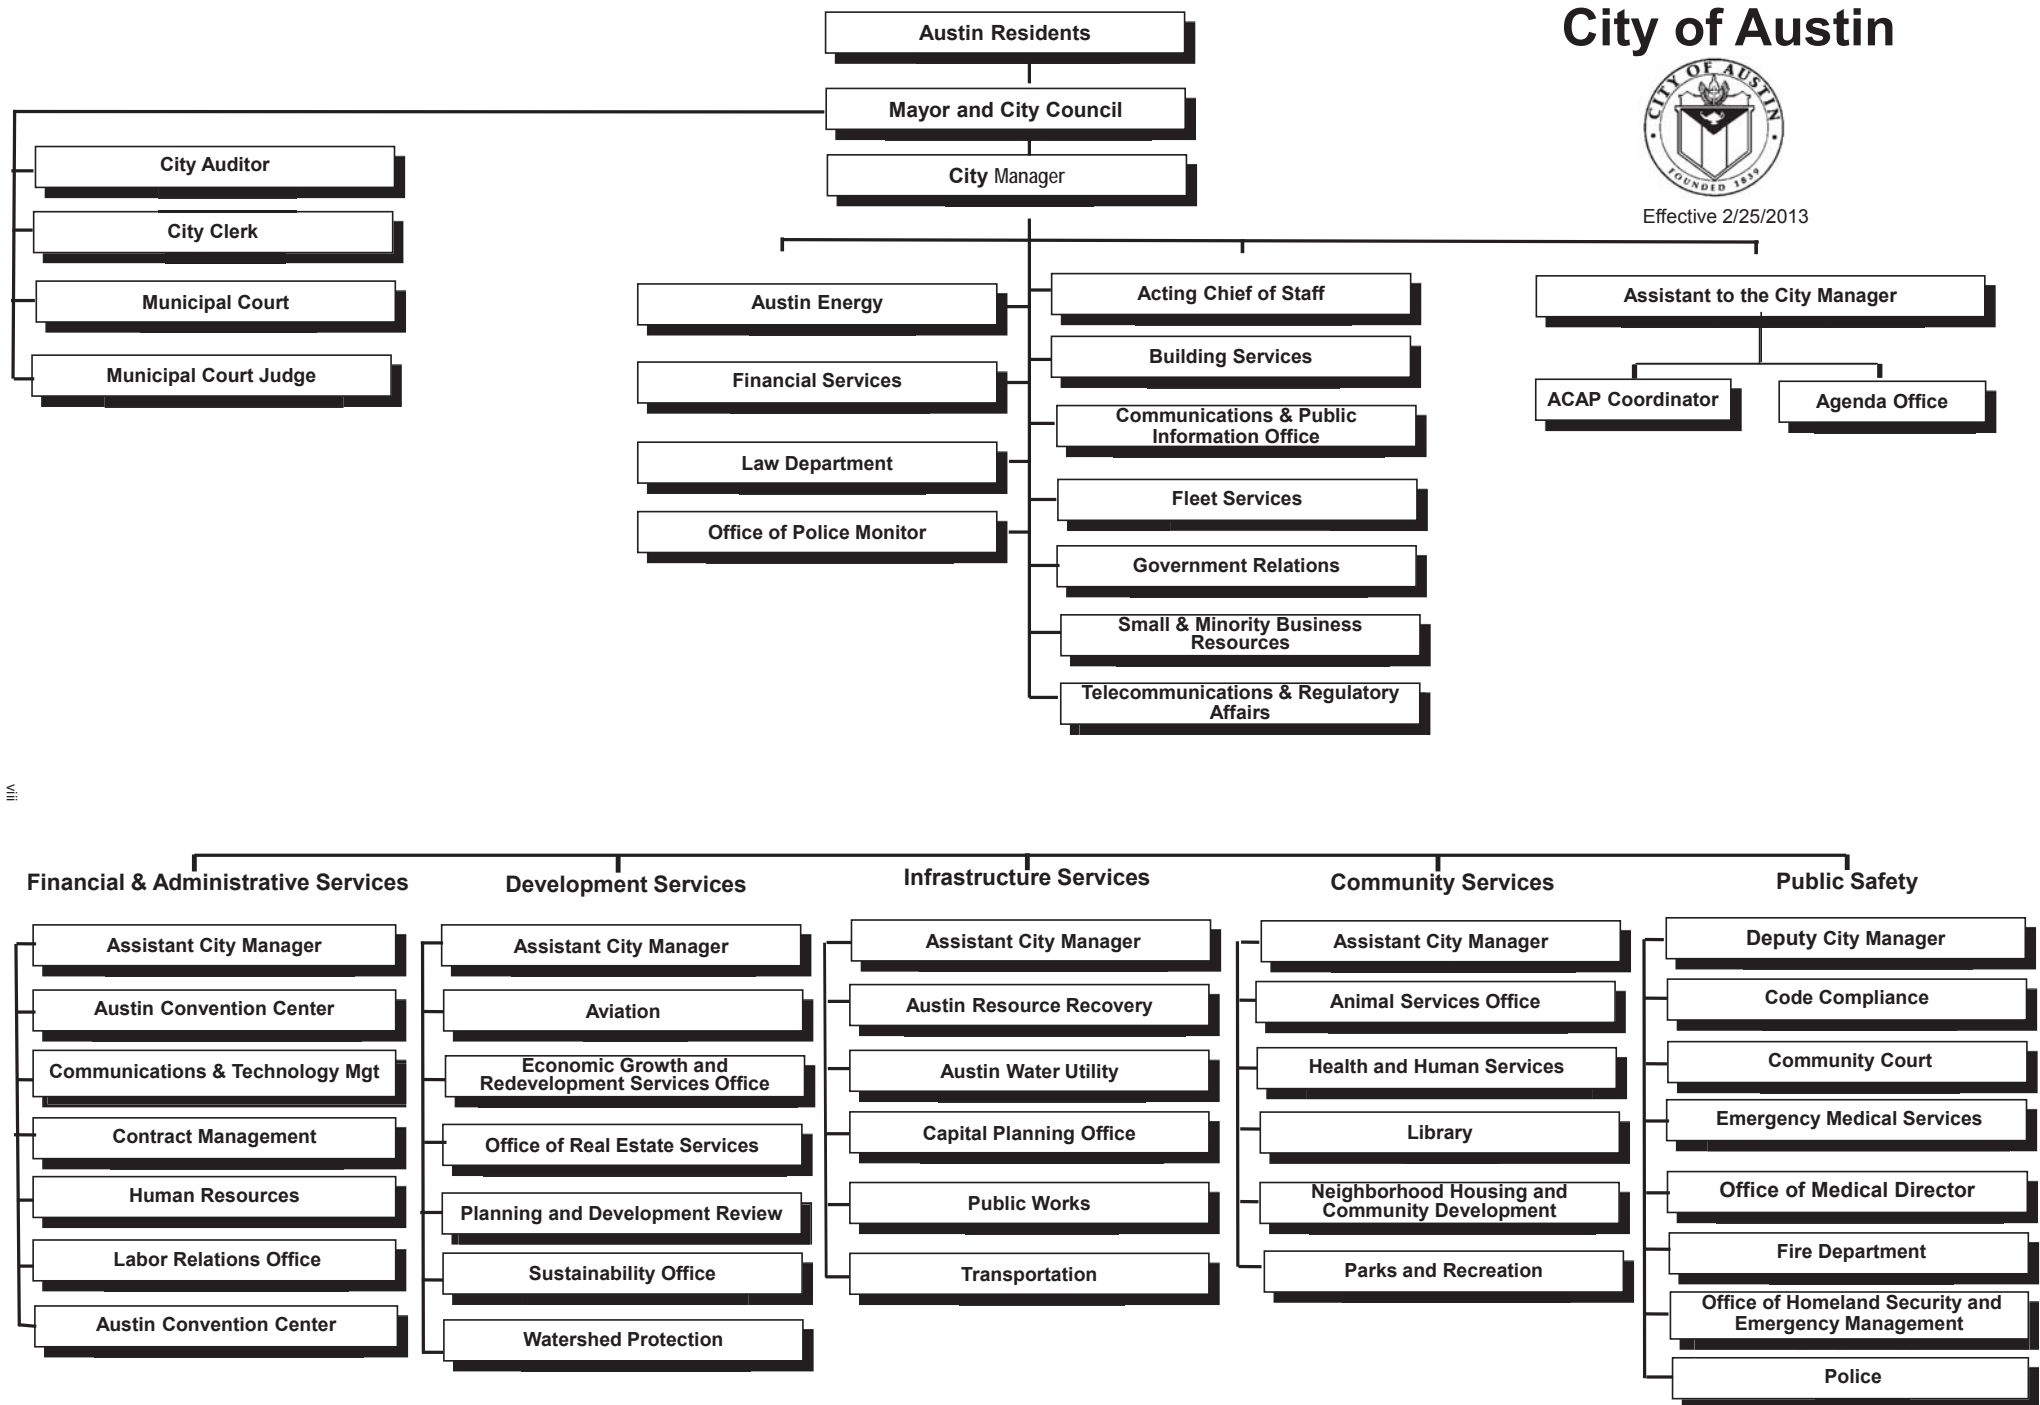 City of Austin
CITY OF AUSTIN
FOUNDED 1839
Effective 2/25/2013
Austin Residents
Mayor and City Council
City Manager
City Auditor
City Clerk
Municipal Court
Municipal Court Judge
Austin Energy
Financial Services
Law Department
Office of Police Monitor
Acting Chief of Staff
Building Services
Communications & Public
Information Office
Fleet Services
Government Relations
Small & Minority Business
Resources
Telecommunications & Regulatory
Affairs
Assistant to the City Manager
ACAP Coordinator
Agenda Office
viii
Financial & Administrative Services
Assistant City Manager
Austin Convention Center
Communications & Technology Mgt
Contract Management
Human Resources
Labor Relations Office
Austin Convention Center
Development Services
Assistant City Manager
Aviation
Economic Growth and
Redevelopment Services Office
Office of Real Estate Services
Planning and Development Review
Sustainability Office
Watershed Protection
Infrastructure Services
Assistant City Manager
Austin Resource Recovery
Austin Water Utility
Capital Planning Office
Public Works
Transportation
Community Services
Assistant City Manager
Animal Services Office
Health and Human Services
Library
Neighborhood Housing and
Community Development
Parks and Recreation
Public Safety
Deputy City Manager
Code Compliance
Community Court
Emergency Medical Services
Office of Medical Director
Fire Department
Office of Homeland Security and
Emergency Management
Police